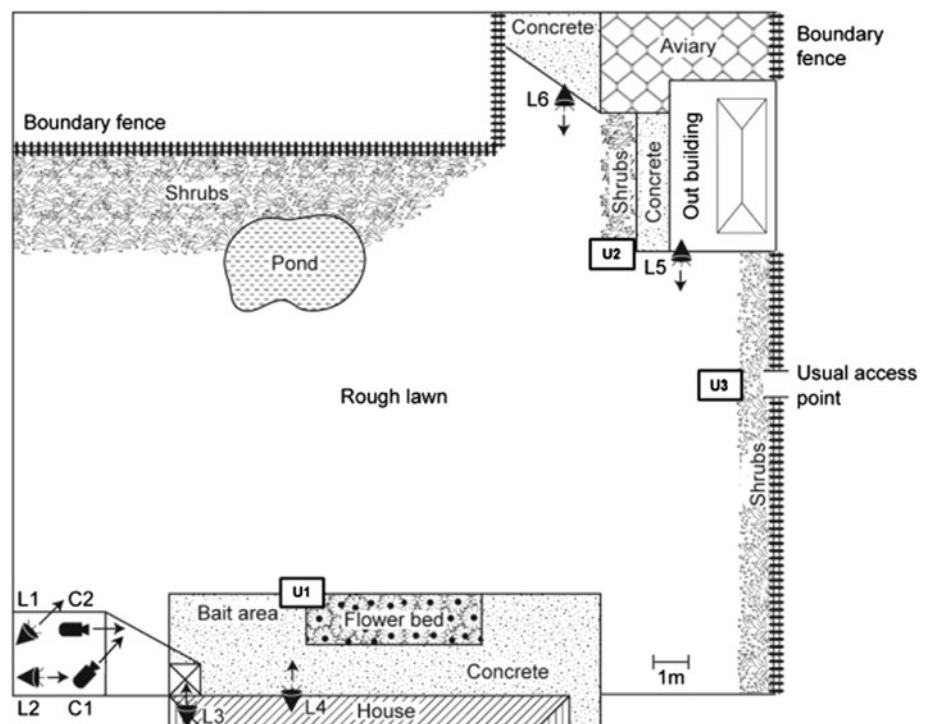 Concrete
Aviary
Boundary
fence
L6
Boundary fence
Shrubs
Shrubs
Concrete
Out building
Pond
U2
L5
U3
Usual access
point
Rough lawn
Shrubs
L1 C2
U1
Bait area
Flower bed
Concrete
1m
L2 C1
L3
L4
House